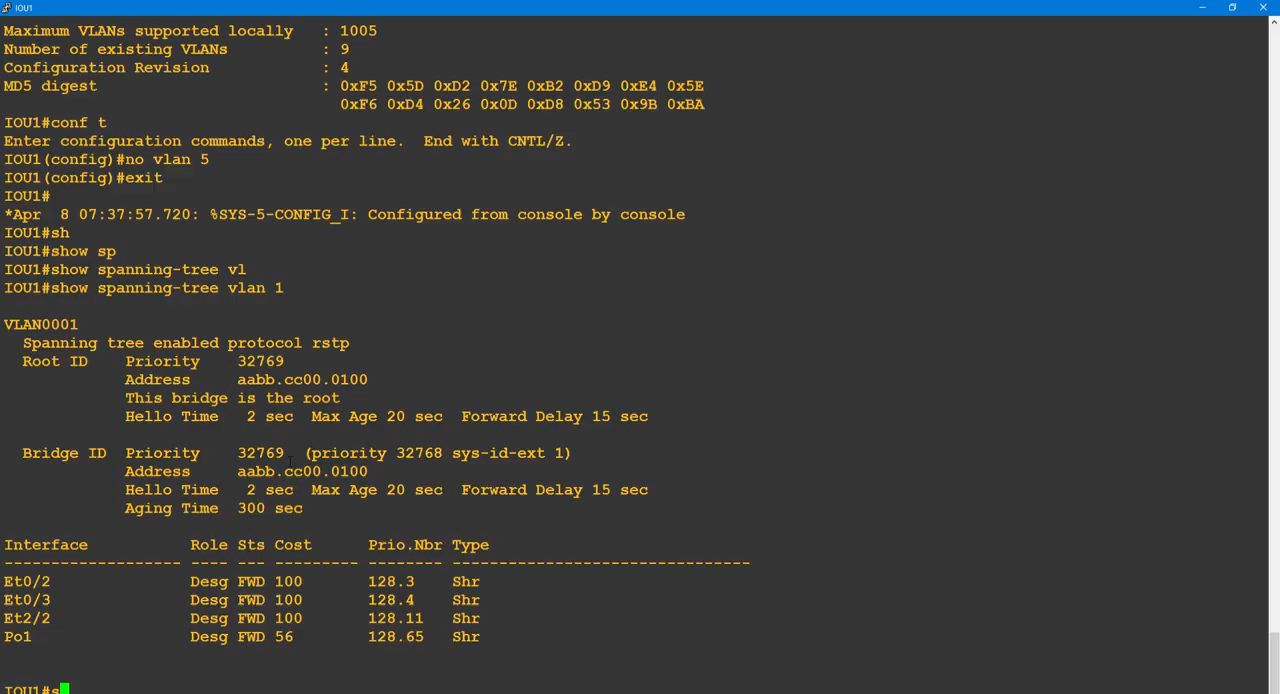 IOU1
Maximum VLANs supported locally   : 1005
Number of existing VLANs          : 9
Configuration Revision            : 4
MD5 digest                        : 0xF5 0x5D 0xD2 0x7E 0xB2 0xD9 0xE4 0x5E
                                    0xF6 0xD4 0x26 0x0D 0xD8 0x53 0x9B 0xBA
IOU1#conf t
Enter configuration commands, one per line.  End with CNTL/Z.
IOU1(config)#no vlan 5
IOU1(config)#exit
IOU1#
*Apr  8 07:37:57.720: %SYS-5-CONFIG_I: Configured from console by console
IOU1#sh
IOU1#show sp
IOU1#show spanning-tree vl
IOU1#show spanning-tree vlan 1
VLAN0001
  Spanning tree enabled protocol rstp
  Root ID    Priority    32769
             Address     aabb.cc00.0100
             This bridge is the root
             Hello Time   2 sec  Max Age 20 sec  Forward Delay 15 sec
  Bridge ID  Priority    32769  (priority 32768 sys-id-ext 1)
             Address     aabb.cc00.0100
             Hello Time   2 sec  Max Age 20 sec  Forward Delay 15 sec
             Aging Time  300 sec
Interface           Role Sts Cost      Prio.Nbr Type
------------------- ---- --- --------- -------- --------------------------------
Et0/2               Desg FWD 100       128.3    Shr
Et0/3               Desg FWD 100       128.4    Shr
Et2/2               Desg FWD 100       128.11   Shr
Po1                 Desg FWD 56        128.65   Shr
IOU1#s